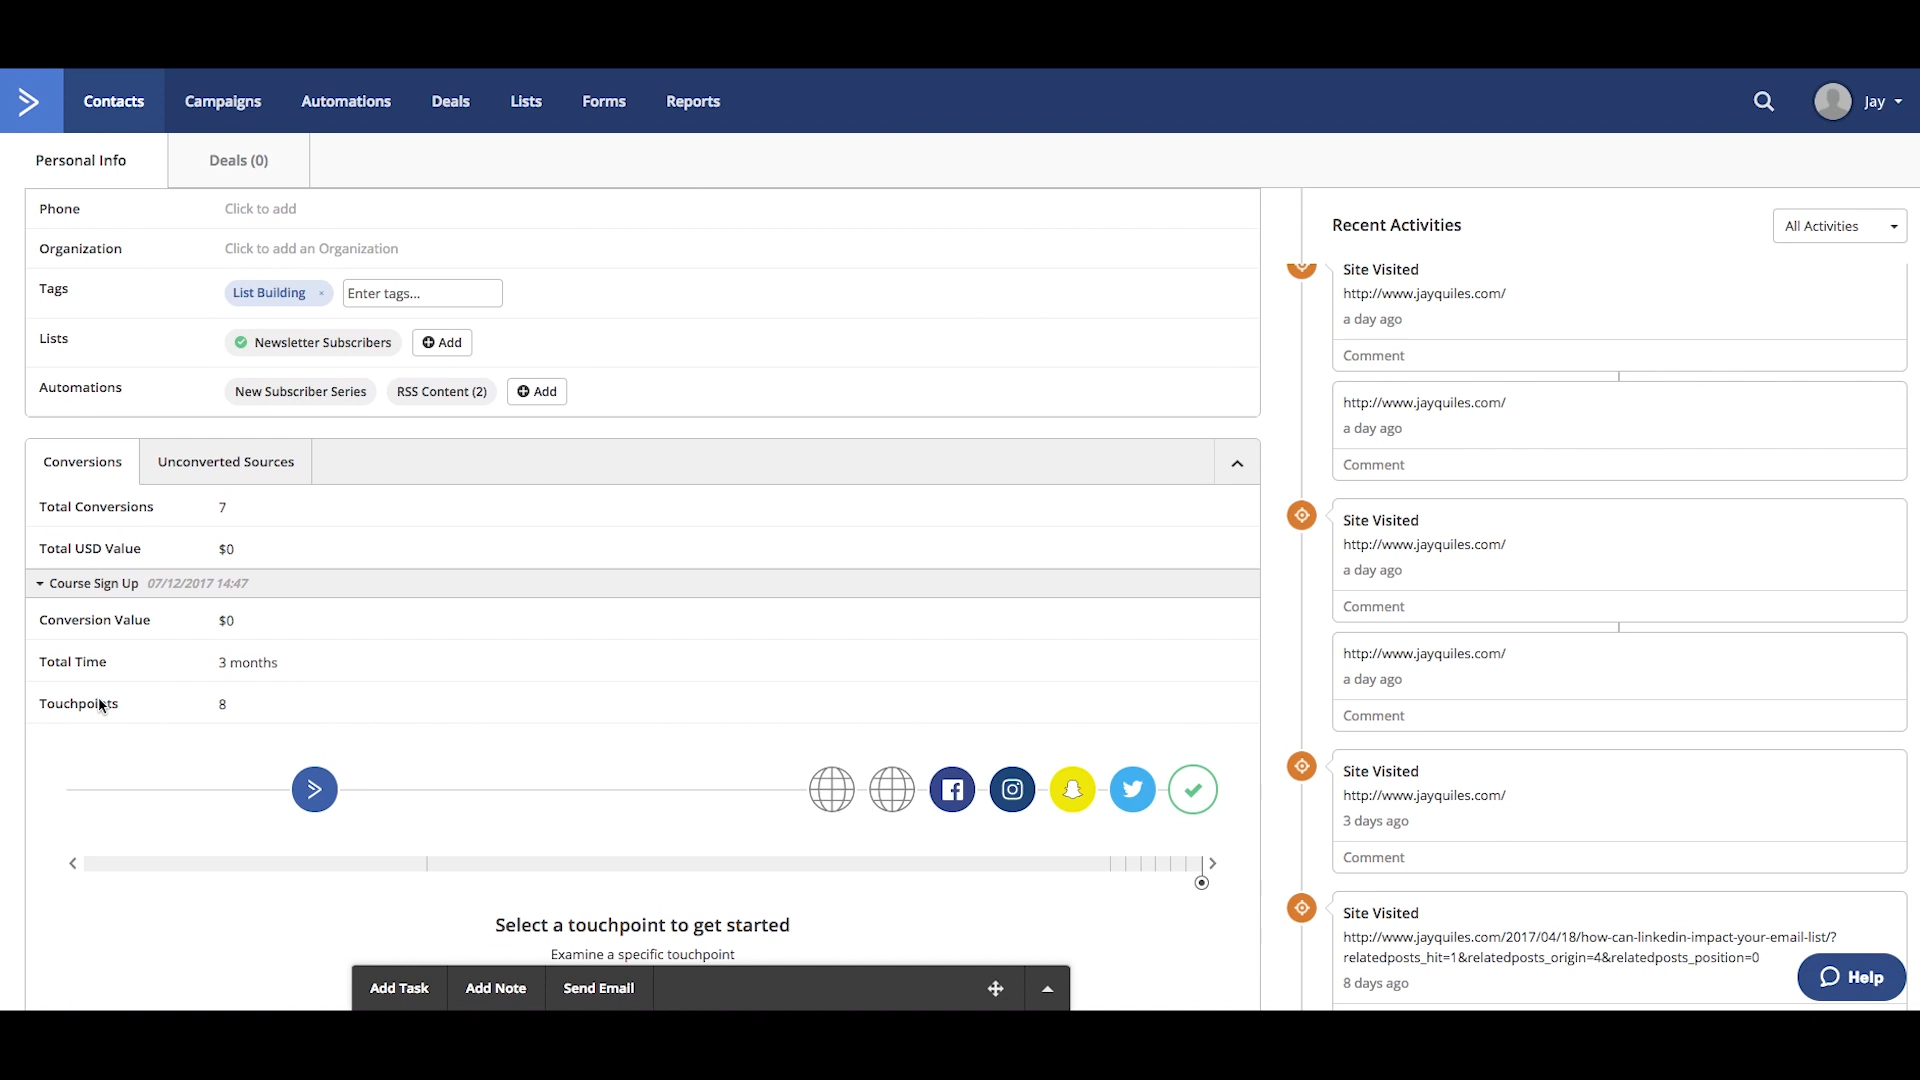 Contacts Campaigns Automations Deals Lists Forms Reports Jay
Personal Info Deals (0)
Phone Click to add
Organization Click to add an Organization
Tags List Building × Enter tags...
Lists Newsletter Subscribers Add
Automations New Subscriber Series RSS Content (2) Add
Conversions Unconverted Sources
Total Conversions 7
Total USD Value $0
Course Sign Up 07/12/2017 14:47
Conversion Value $0
Total Time 3 months
Touchpoints 8
Select a touchpoint to get started
Examine a specific touchpoint
Add Task Add Note Send Email
Recent Activities All Activities
Site Visited
http://www.jayquiles.com/
a day ago
Comment
http://www.jayquiles.com/
a day ago
Comment
Site Visited
http://www.jayquiles.com/
a day ago
Comment
http://www.jayquiles.com/
a day ago
Comment
Site Visited
http://www.jayquiles.com/
3 days ago
Comment
Site Visited
http://www.jayquiles.com/2017/04/18/how-can-linkedin-impact-your-email-list/?
relatedposts_hit=1&relatedposts_origin=4&relatedposts_position=0
8 days ago
Help